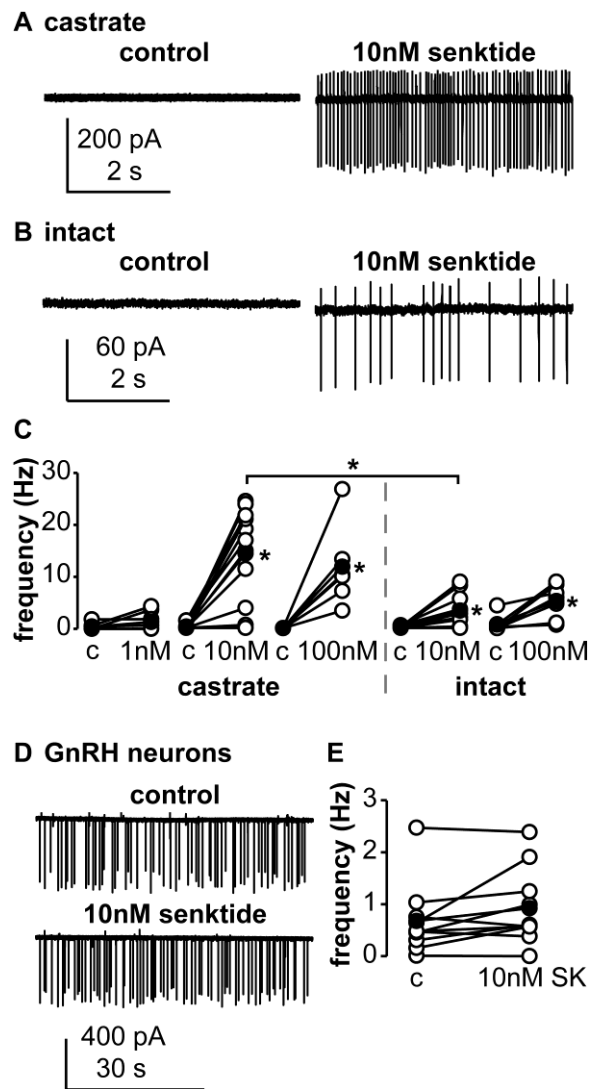 A castrate
control 10nM senktide
200 pA
2 s
B intact
control 10nM senktide
60 pA
2 s
C
*
frequency (Hz)
30
20
10
0
* * * *
c 1nM c 10nM c 100nM c 10nM c 100nM
castrate intact
D GnRH neurons
control
10nM senktide
400 pA
30 s
E
frequency (Hz)
3
2
1
0
c 10nM SK